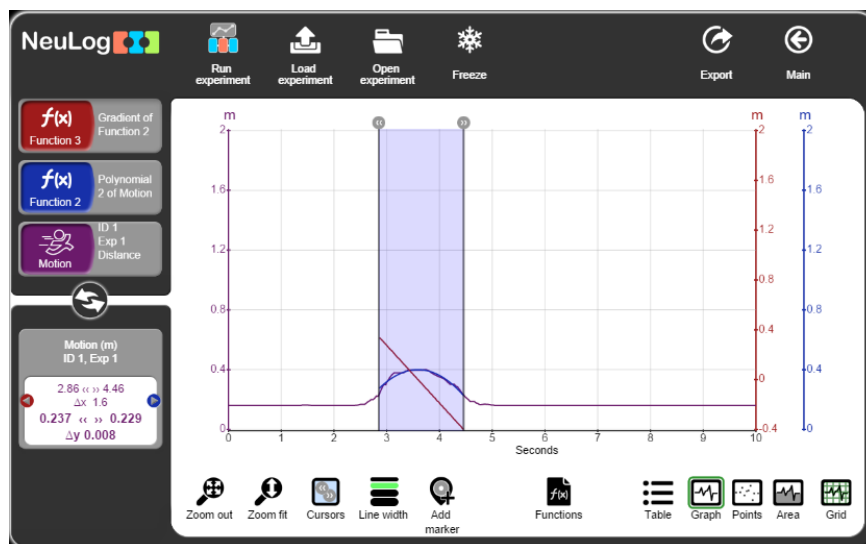 NeuLog
Run
experiment
Load
experiment
Open
experiment
Freeze
Export
Main
f(x)
Function 3
Gradient of
Function 2
f(x)
Function 2
Polynomial
2 of Motion
Motion
ID 1
Exp 1
Distance
Motion (m)
ID 1, Exp 1
2.86 ‹‹ ›› 4.46
Δx 1.6
0.237 ‹‹ ›› 0.229
Δy 0.008
m
2
1.6
1.2
0.8
0.4
0
‹‹
››
m
2
1.6
1.2
0.8
0.4
0
-0.4
m
2
1.6
1.2
0.8
0.4
0
0 1 2 3 4 5 6 7 8 9 10
Seconds
Zoom out
Zoom fit
Cursors
Line width
Add
marker
f(x)
Functions
Table
Graph
Points
Area
Grid